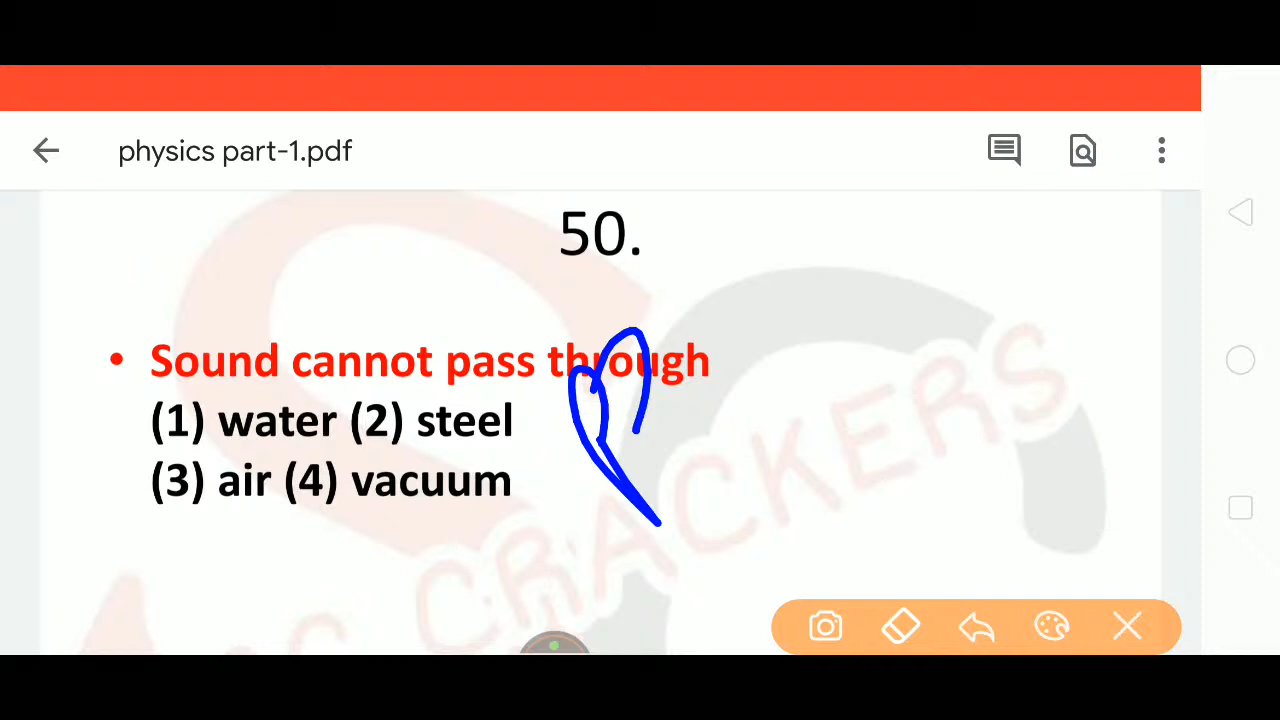 physics part-1.pdf
50.
• Sound cannot pass through
(1) water (2) steel
(3) air (4) vacuum
CRACKERS